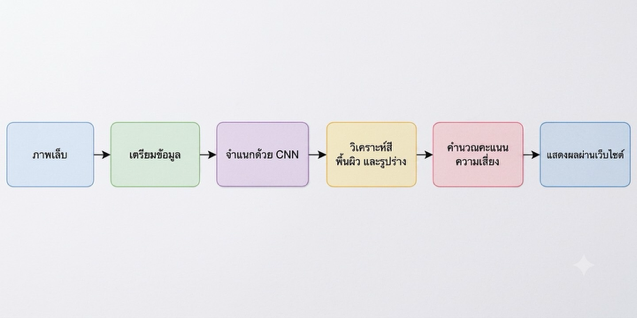 ภาพเล็บ
เตรียมข้อมูล
จำแนกด้วย CNN
วิเคราะห์สี
พื้นผิว และรูปร่าง
คำนวณคะแนน
ความเสี่ยง
แสดงผลผ่านเว็บไซต์